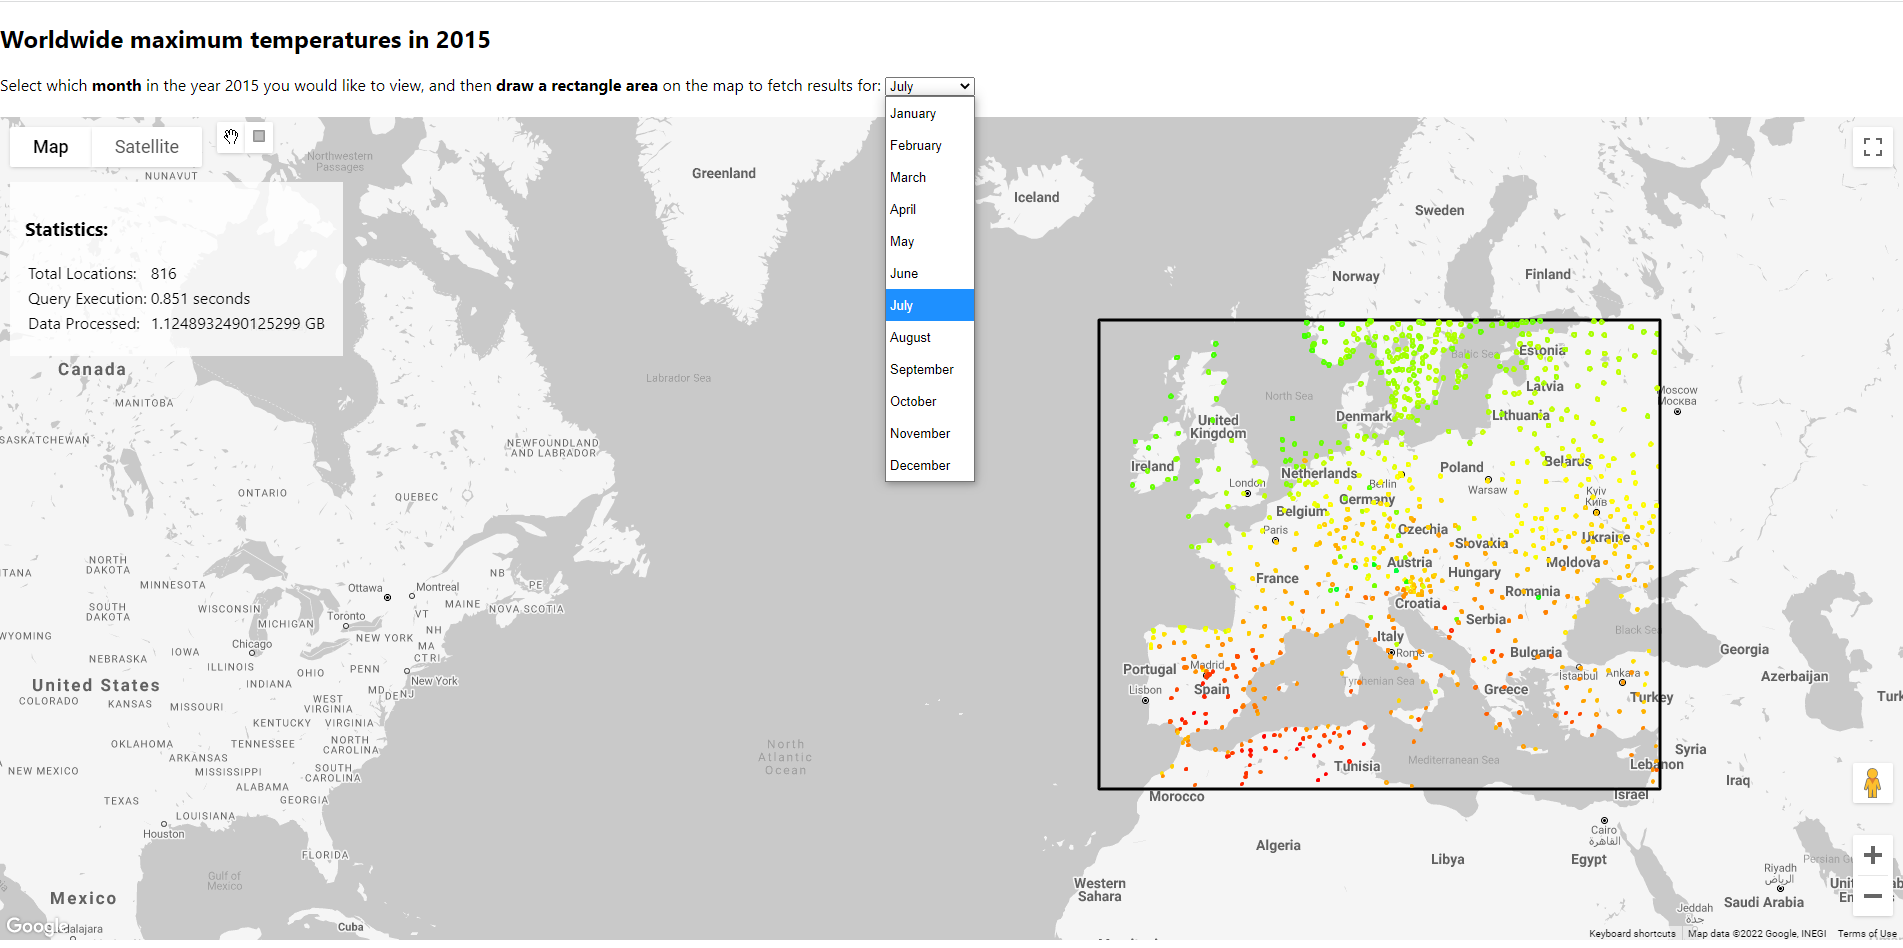 Worldwide maximum temperatures in 2015
Select which month in the year 2015 you would like to view, and then draw a rectangle area on the map to fetch results for: July
January
February
March
April
May
June
July
August
September
October
November
December
Map
Satellite
Statistics:
Total Locations: 816
Query Execution: 0.851 seconds
Data Processed: 1.1248932490125299 GB
Northwestern
Passages
NUNAVUT
Greenland
Iceland
Sweden
Norway
Finland
Canada
MANITOBA
SASKATCHEWAN
Labrador Sea
NEWFOUNDLAND
AND LABRADOR
ONTARIO
QUEBEC
NORTH
DAKOTA
MINNESOTA
SOUTH
DAKOTA
WISCONSIN
MICHIGAN
Ottawa
Montreal
Toronto
NB
PE
MAINE
NOVA SCOTIA
VT
NH
NEW YORK
MA
CT RI
Chicago
IOWA
NEBRASKA
ILLINOIS
INDIANA
OHIO
PENN
New York
MD
DE
NJ
United States
COLORADO
KANSAS
MISSOURI
WEST
VIRGINIA
KENTUCKY
VIRGINIA
OKLAHOMA
TENNESSEE
NORTH
CAROLINA
ARKANSAS
NEW MEXICO
MISSISSIPPI
SOUTH
CAROLINA
ALABAMA
TEXAS
GEORGIA
LOUISIANA
Houston
FLORIDA
Gulf of
Mexico
Mexico
Cuba
North
Atlantic
Ocean
Baltic Sea
Estonia
Latvia
Moscow
Москва
North Sea
Denmark
Lithuania
United
Kingdom
Ireland
Netherlands
Poland
Belarus
London
Berlin
Warsaw
Germany
Kyiv
Київ
Belgium
Paris
Czechia
Slovakia
Ukraine
Austria
Hungary
Moldova
France
Romania
Croatia
Serbia
Italy
Black Sea
Bulgaria
Rome
Portugal
Madrid
Lisbon
Spain
Tyrrhenian Sea
Istanbul
Ankara
Greece
Turkey
Georgia
Azerbaijan
Tunisia
Mediterranean Sea
Syria
Lebanon
Iraq
Israel
Morocco
Algeria
Libya
Cairo
القاهرة
Egypt
Western
Sahara
Riyadh
الرياض
Saudi Arabia
Jeddah
جدة
Google
Keyboard shortcuts
Map data ©2022 Google, INEGI
Terms of Use